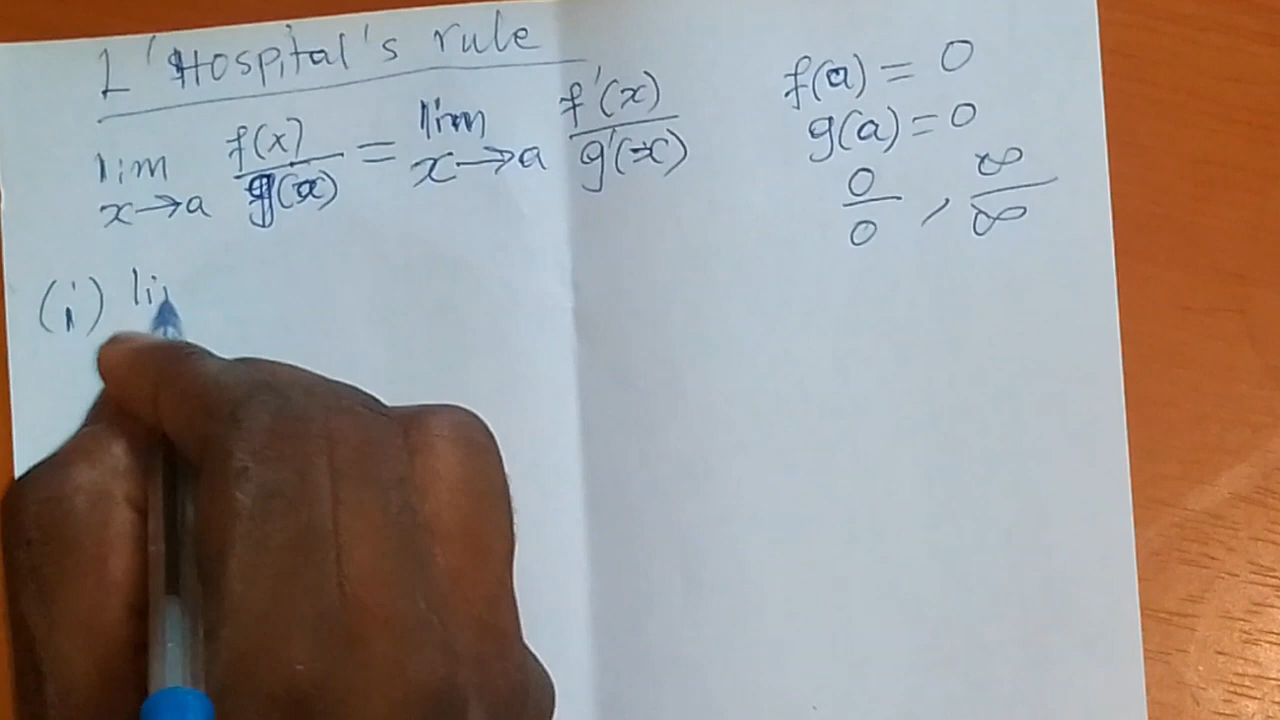 L'Hospital's rule
lim x→a f(x)/g(x) = lim x→a f'(x)/g'(x)
f(a) = 0
g(a) = 0
0/0 , ∞/∞
(i) li